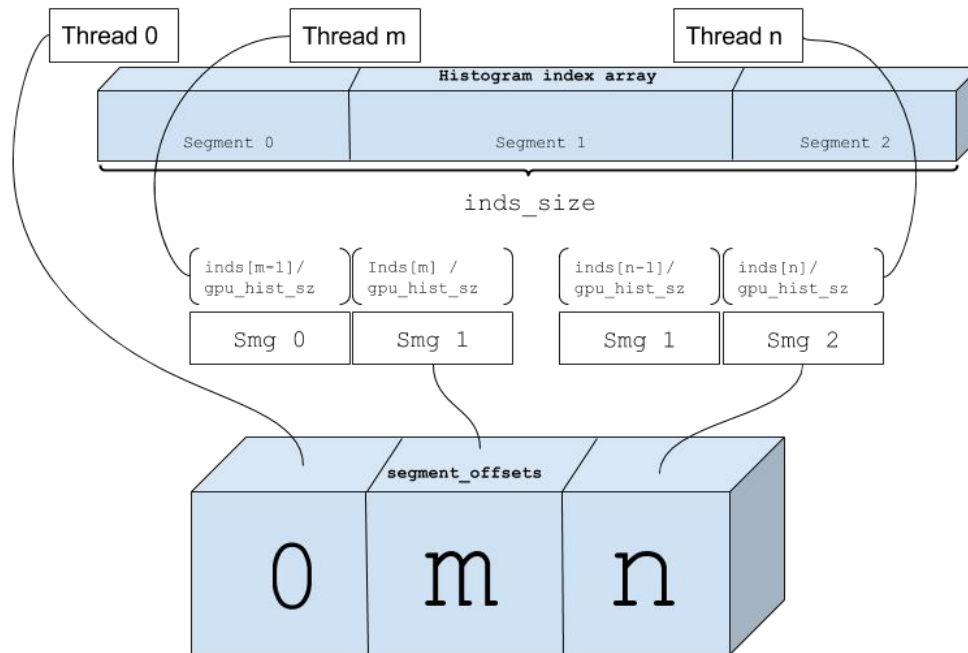 Thread 0
Thread m
Thread n
Histogram index array
Segment 0
Segment 1
Segment 2
inds_size
inds[m-1]/
gpu_hist_sz
Inds[m] /
gpu_hist_sz
inds[n-1]/
gpu_hist_sz
inds[n]/
gpu_hist_sz
Smg 0
Smg 1
Smg 1
Smg 2
segment_offsets
0
m
n